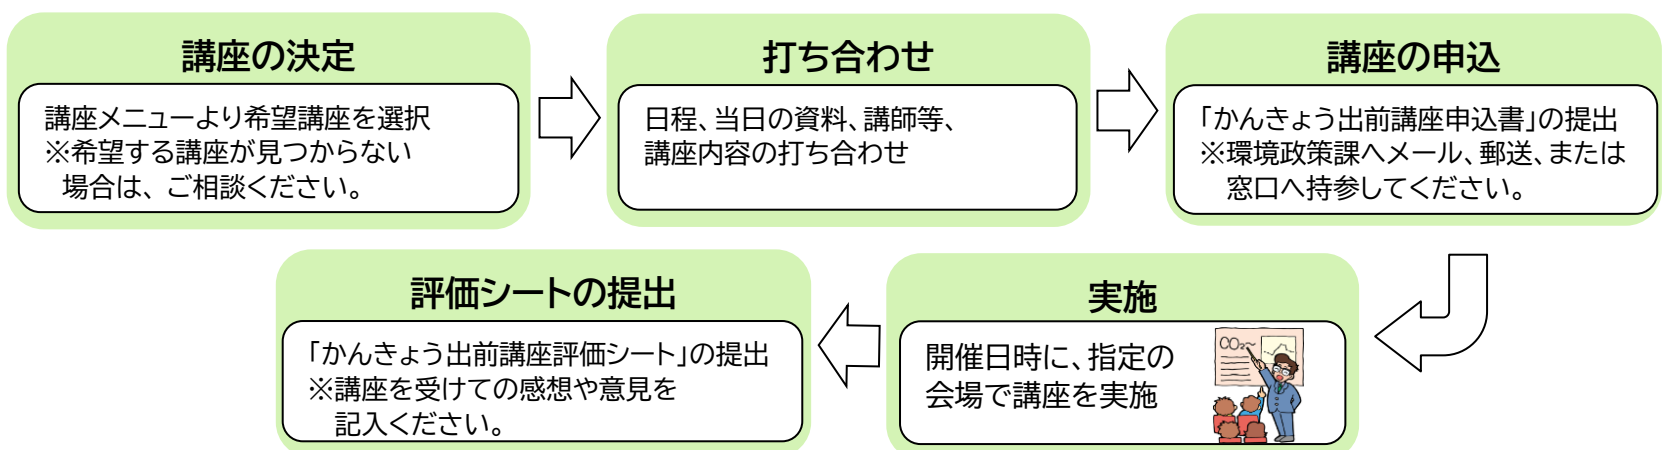 講座の決定
講座メニューより希望講座を選択
※希望する講座が見つからない
場合は、ご相談ください。
打ち合わせ
日程、当日の資料、講師等、
講座内容の打ち合わせ
講座の申込
「かんきょう出前講座申込書」の提出
※環境政策課へメール、郵送、または
窓口へ持参してください。
実施
開催日時に、指定の
会場で講座を実施
CO₂
評価シートの提出
「かんきょう出前講座評価シート」の提出
※講座を受けての感想や意見を
記入ください。